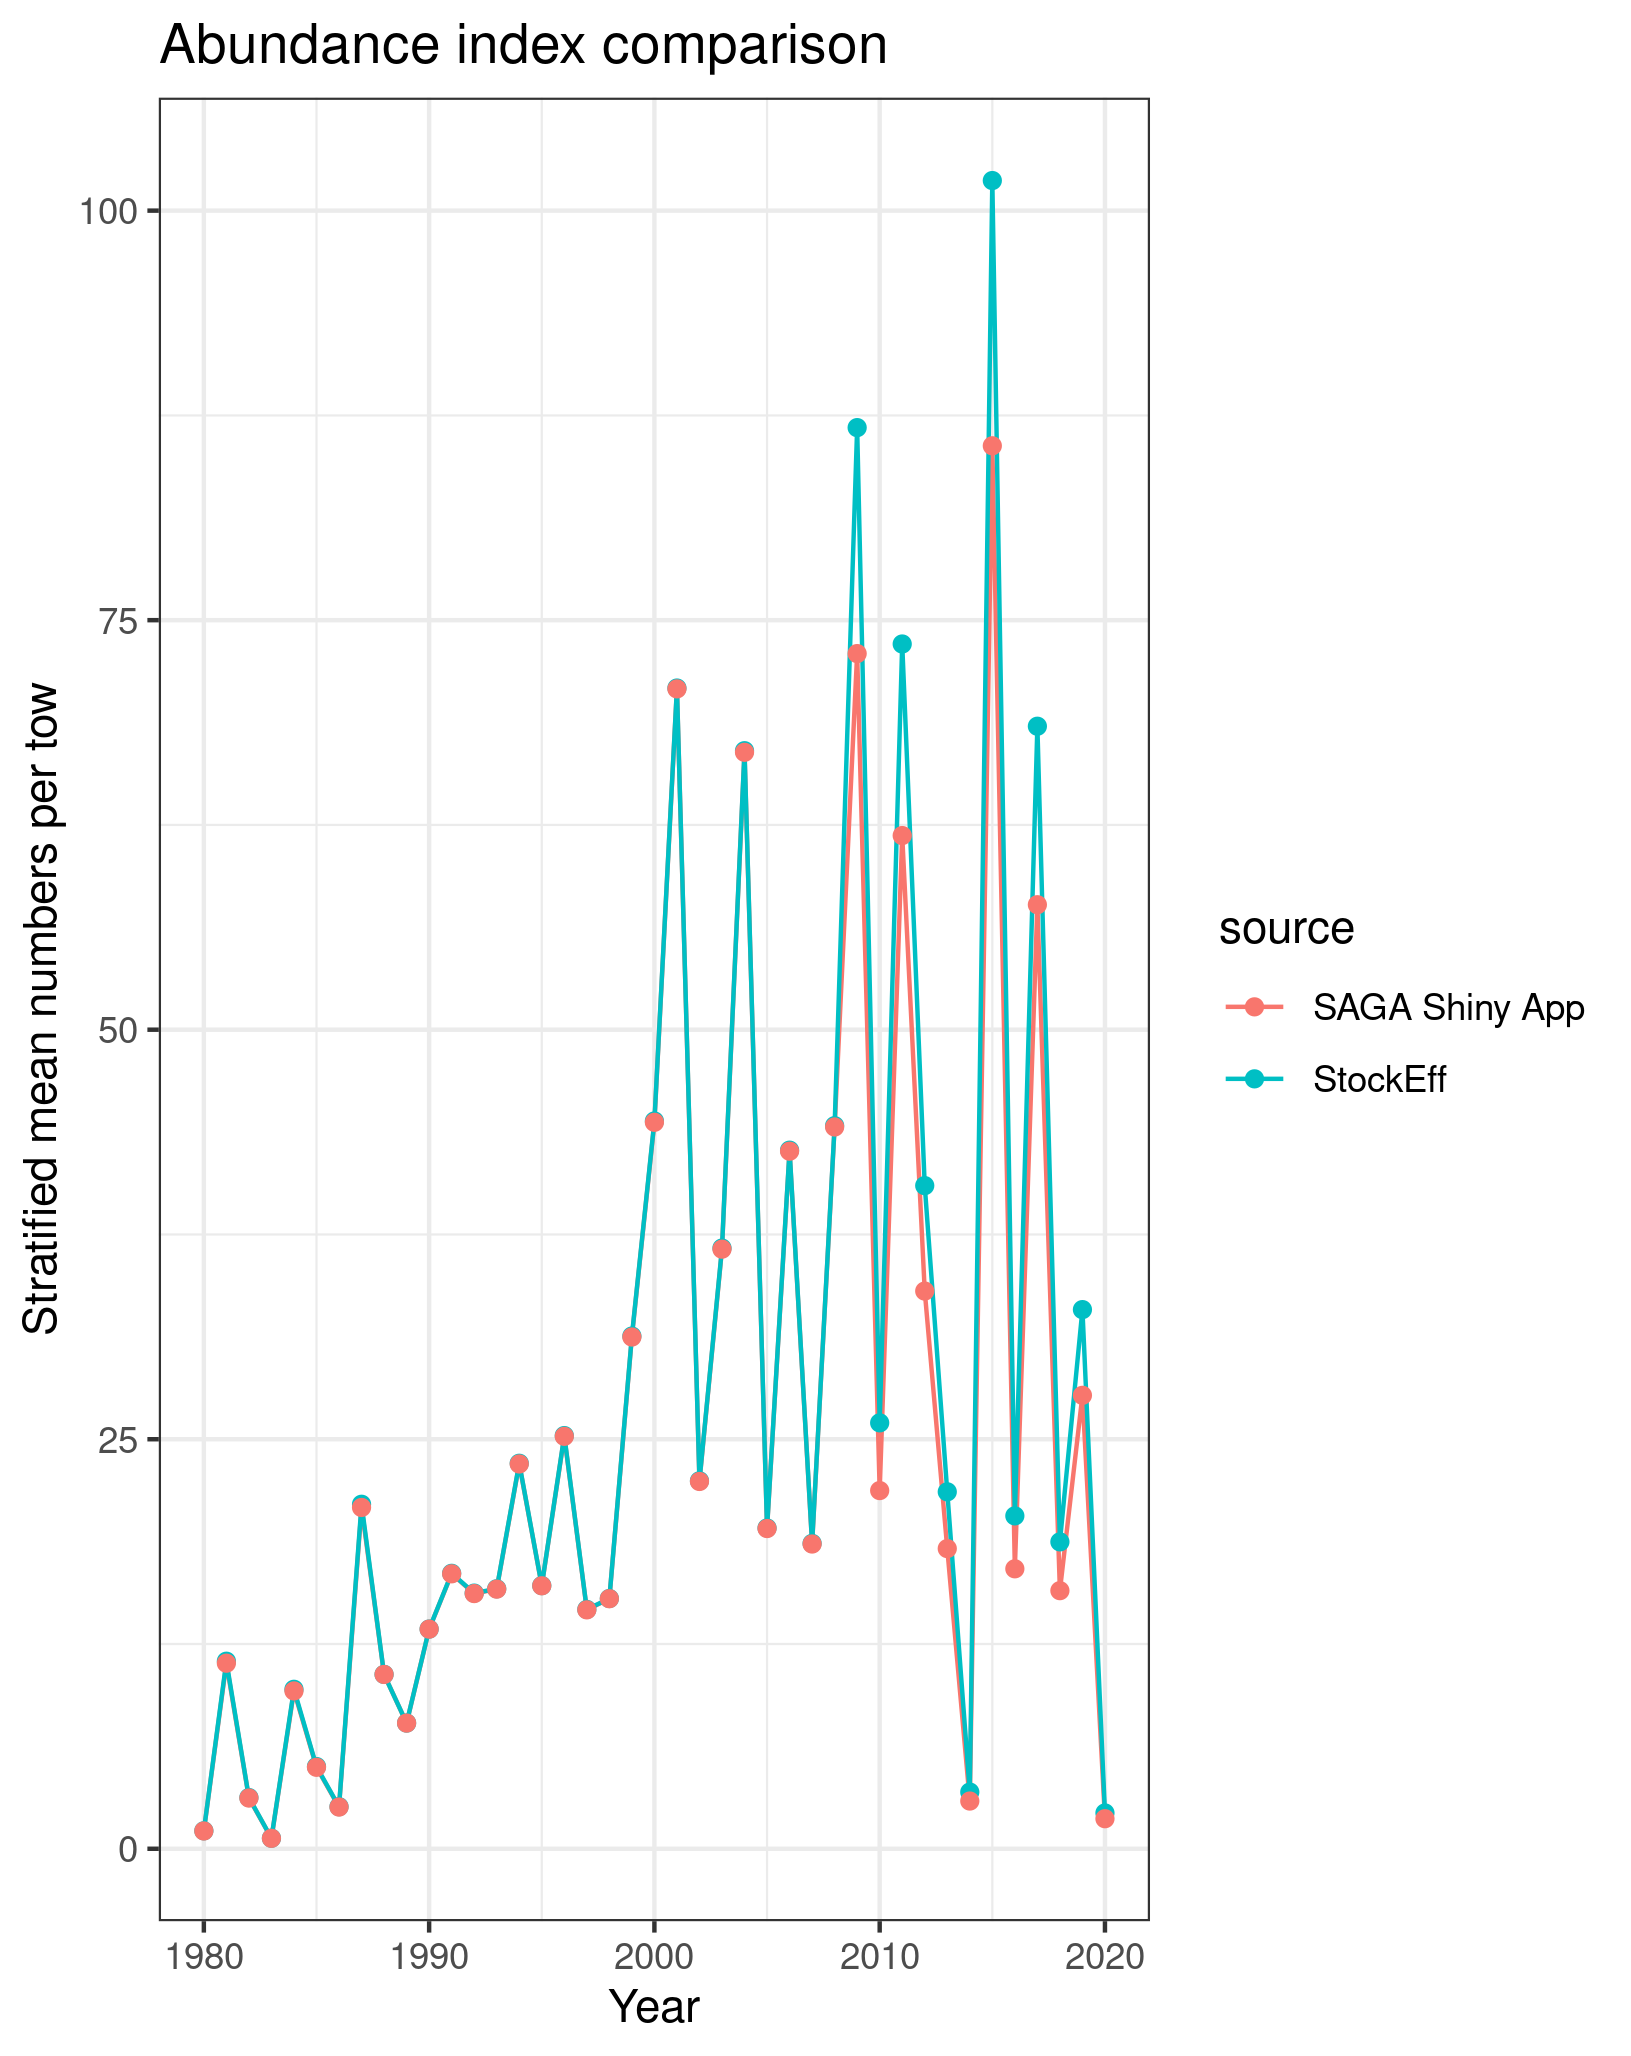 Abundance index comparison
100
75
50
25
0
Stratified mean numbers per tow
1980 1990 2000 2010 2020
Year
source
SAGA Shiny App
StockEff